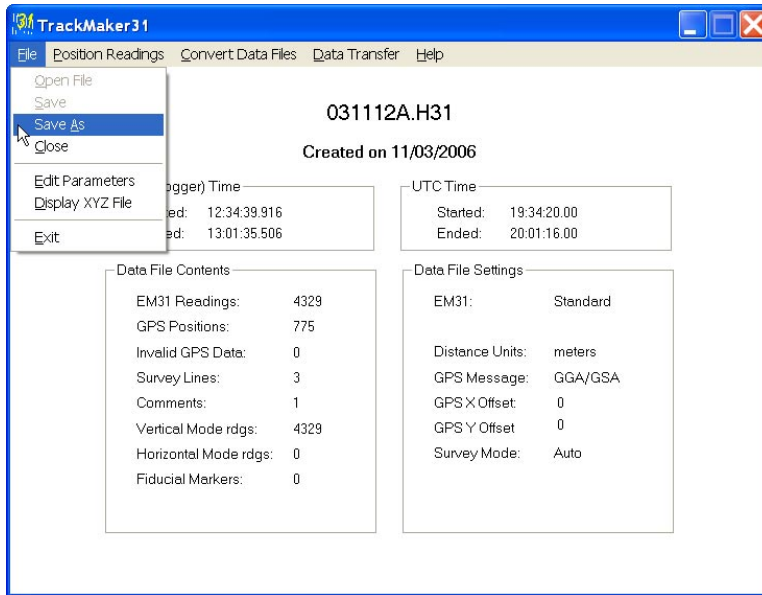 TrackMaker31
File Position Readings Convert Data Files Data Transfer Help
Open File
Save
Save As
Close
Edit Parameters
Display XYZ File
Exit
031112A.H31
Created on 11/03/2006
ogger) Time
ed: 12:34:39.916
ed: 13:01:35.506
UTC Time
Started: 19:34:20.00
Ended: 20:01:16.00
Data File Contents
EM31 Readings: 4329
GPS Positions: 775
Invalid GPS Data: 0
Survey Lines: 3
Comments: 1
Vertical Mode rdgs: 4329
Horizontal Mode rdgs: 0
Fiducial Markers: 0
Data File Settings
EM31: Standard
Distance Units: meters
GPS Message: GGA/GSA
GPS X Offset: 0
GPS Y Offset 0
Survey Mode: Auto